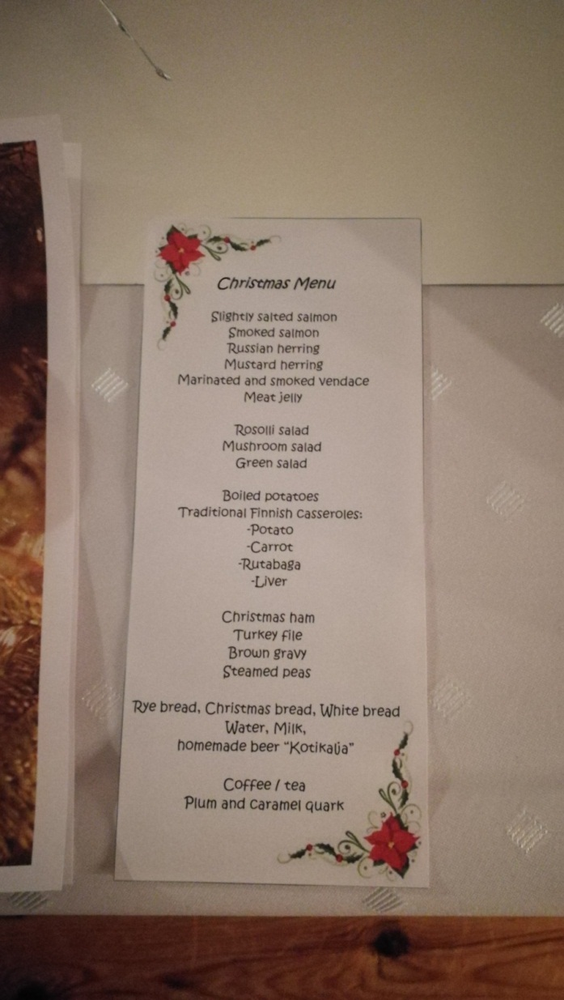 Christmas Menu
Slightly salted salmon
Smoked salmon
Russian herring
Mustard herring
Marinated and smoked vendace
Meat jelly
Rosolli salad
Mushroom salad
Green salad
Boiled potatoes
Traditional Finnish casseroles:
-Potato
-Carrot
-Rutabaga
-Liver
Christmas ham
Turkey file
Brown gravy
Steamed peas
Rye bread, Christmas bread, White bread
Water, Milk,
homemade beer “Kotikalja”
Coffee / tea
Plum and caramel quark